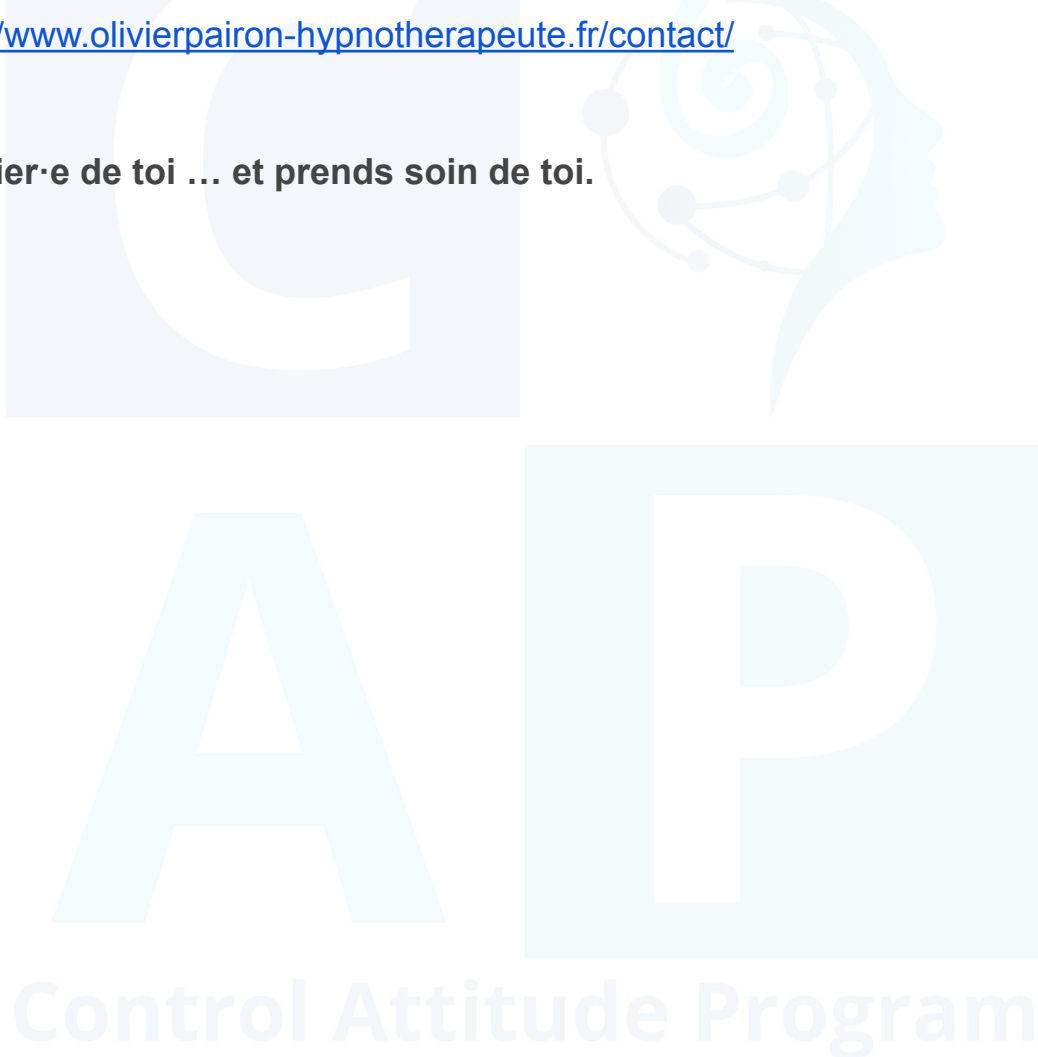 /www.olivierpairon-hypnotherapeute.fr/contact/
ier·e de toi … et prends soin de toi.
C
A P
Control Attitude Program